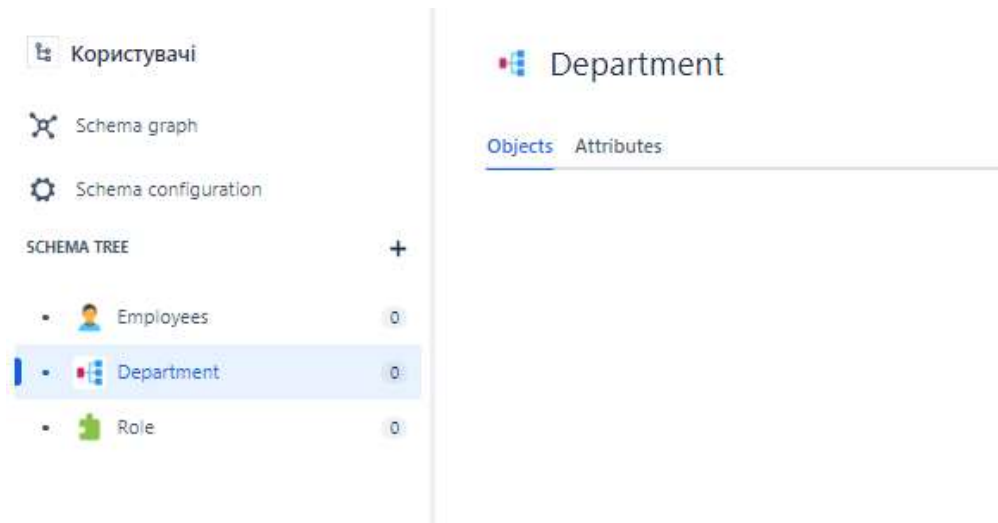 Користувачі
Schema graph
Schema configuration
SCHEMA TREE
Employees 0
Department 0
Role 0
Department
Objects Attributes